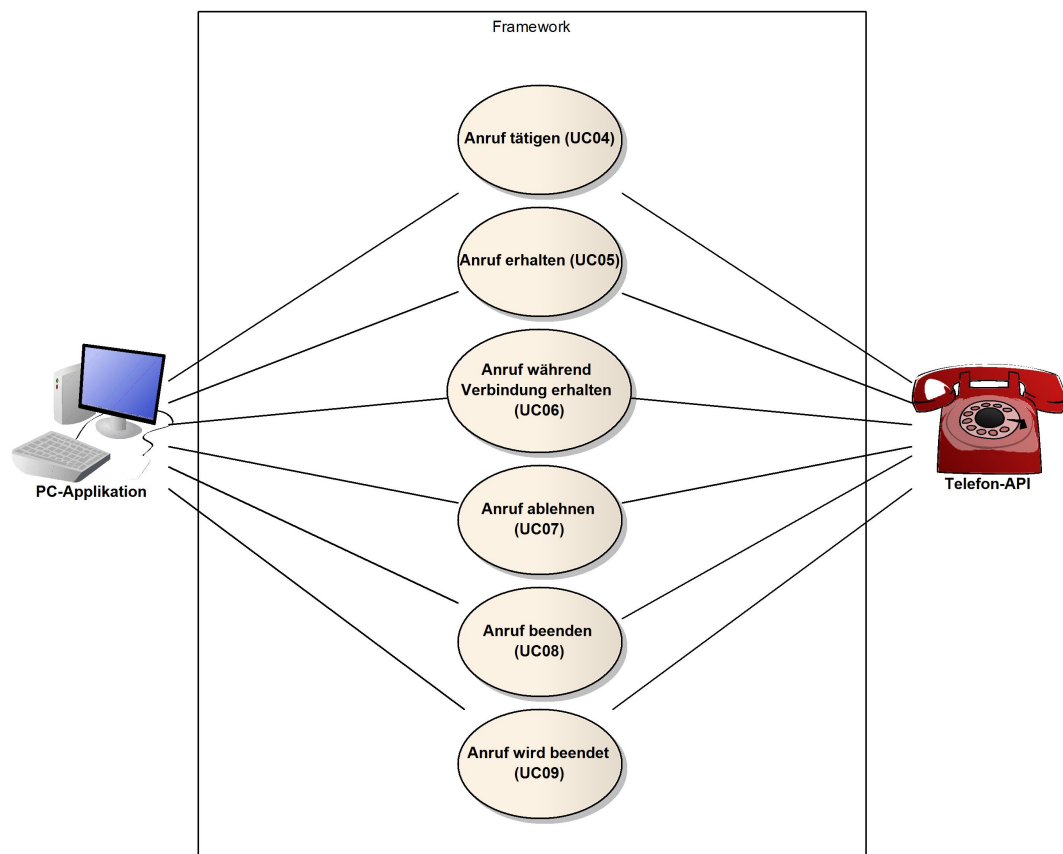 Framework
Anruf tätigen (UC04)
Anruf erhalten (UC05)
Anruf während
Verbindung erhalten
(UC06)
Anruf ablehnen
(UC07)
Anruf beenden
(UC08)
Anruf wird beendet
(UC09)
PC-Applikation
Telefon-API